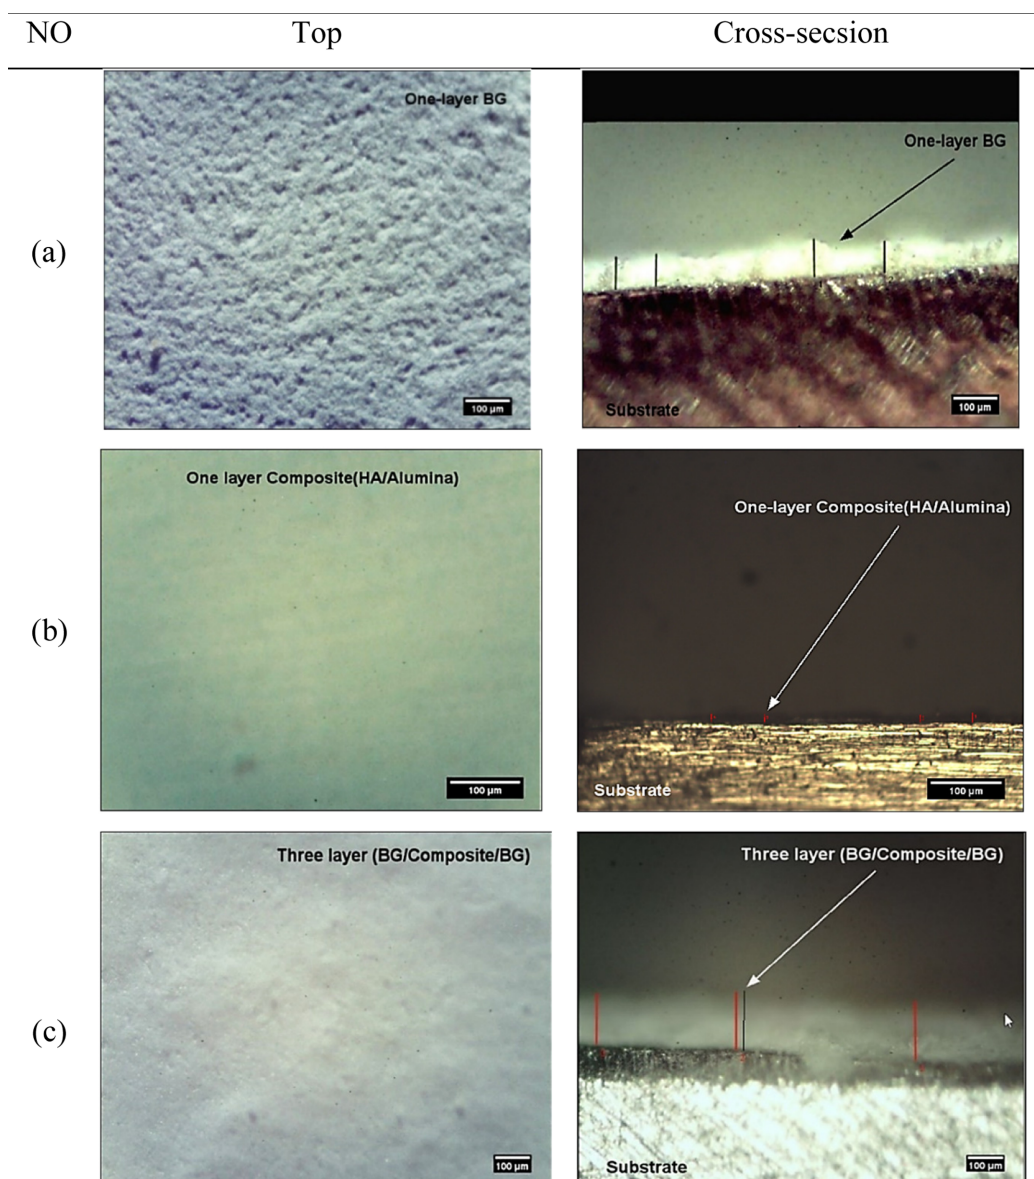 NO Top Cross-secsion
(a)
One-layer BG
100 µm
One-layer BG
Substrate
100 µm
(b)
One layer Composite(HA/Alumina)
100 µm
One-layer Composite(HA/Alumina)
Substrate
100 µm
(c)
Three layer (BG/Composite/BG)
100 µm
Three layer (BG/Composite/BG)
Substrate
100 µm